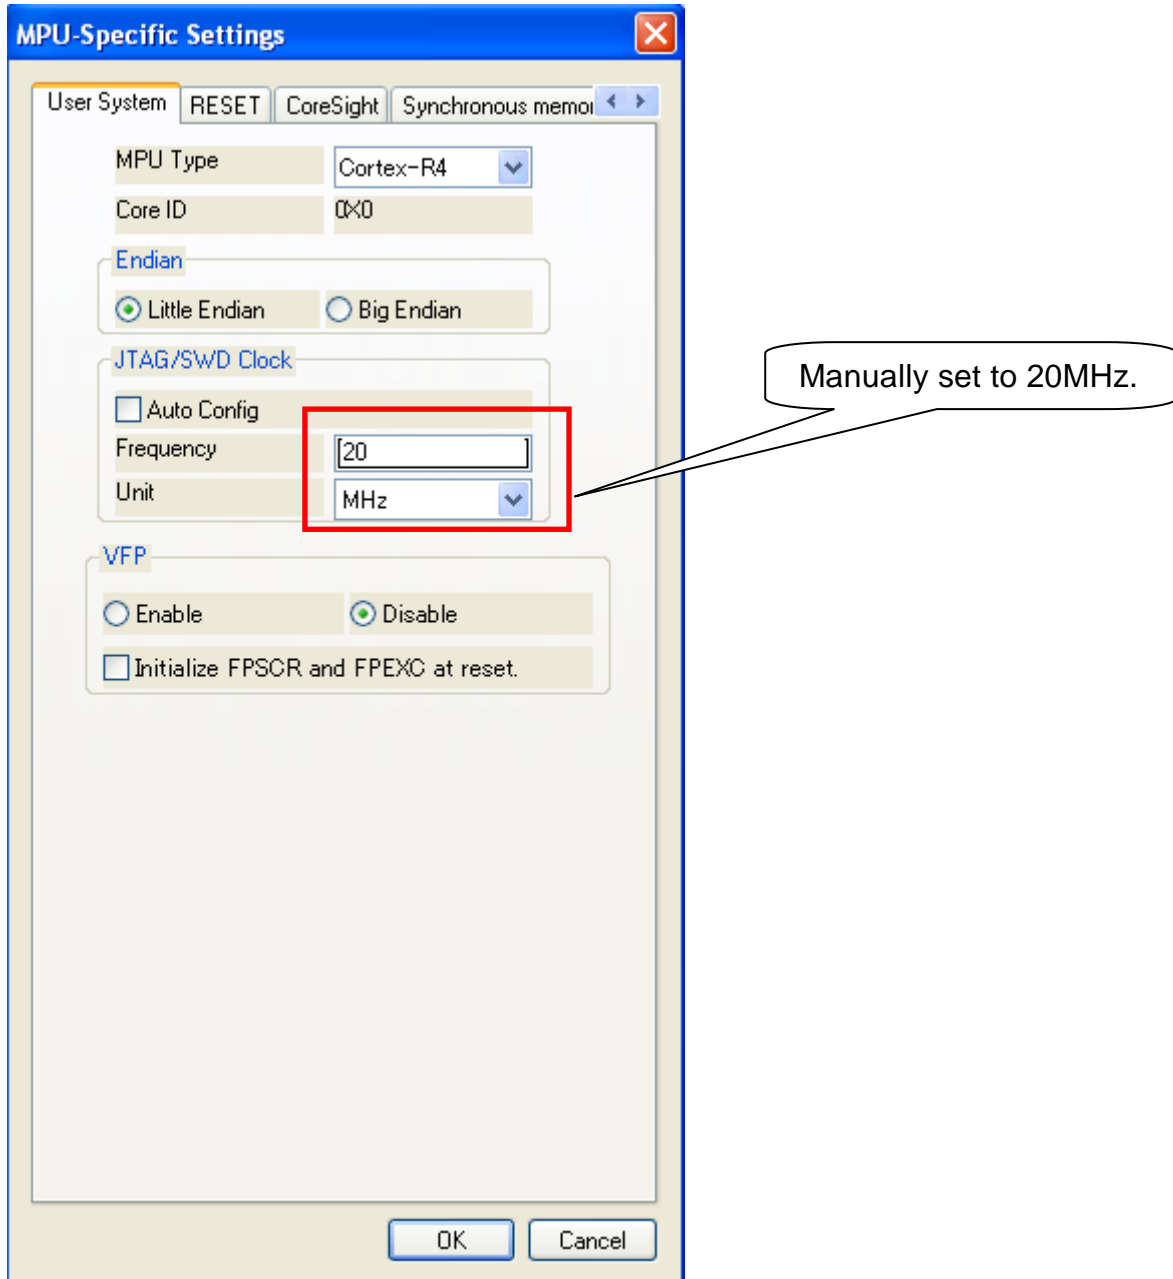 MPU-Specific Settings
User System RESET CoreSight Synchronous memor
MPU Type Cortex-R4
Core ID 0X0
Endian
Little Endian Big Endian
JTAG/SWD Clock
Manually set to 20MHz.
Auto Config
Frequency [20 ]
Unit MHz
VFP
Enable Disable
Initialize FPSCR and FPEXC at reset.
OK Cancel